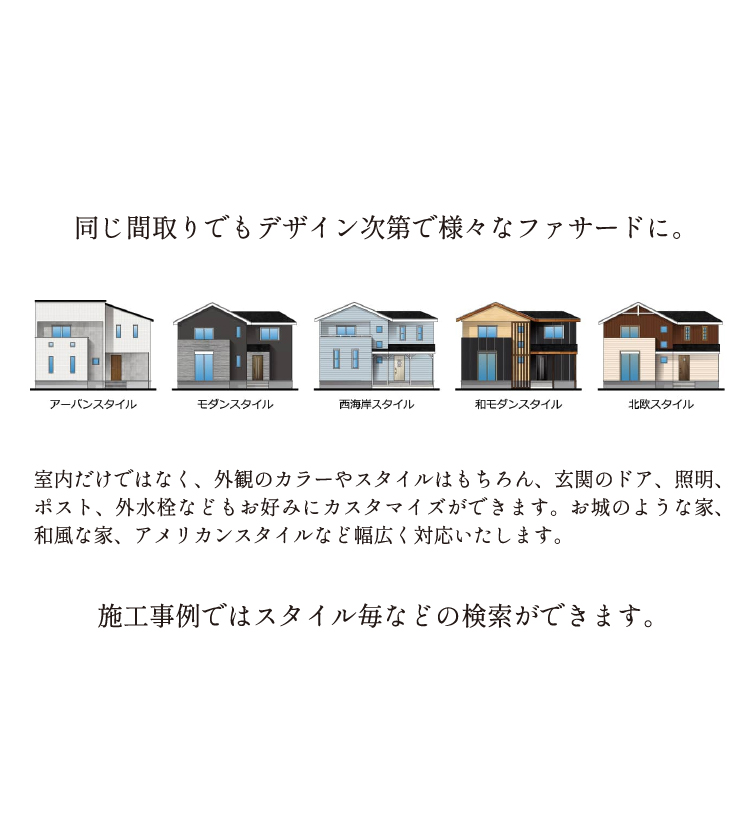 同じ間取りでもデザイン次第で様々なファサードに。
アーバンスタイル
モダンスタイル
西海岸スタイル
和モダンスタイル
北欧スタイル
室内だけではなく、外観のカラーやスタイルはもちろん、玄関のドア、照明、
ポスト、外水栓などもお好みにカスタマイズができます。お城のような家、
和風な家、アメリカンスタイルなど幅広く対応いたします。
施工事例ではスタイル毎などの検索ができます。